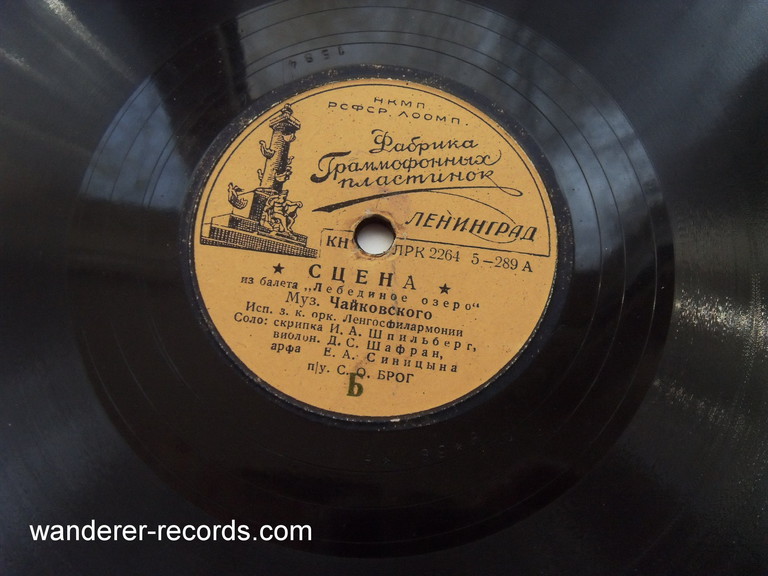 НКМП.
РСФСР. ЛООМП.
Фабрика
Граммофонных
пластинок
ЛЕНИНГРАД
КН ЛРК 2264 5-289 А
★ СЦЕНА ★
из балета „Лебединое озеро“
Муз. Чайковского
Исп. з. к. орк. Ленгосфилармонии
Соло: скрипка И. А. Шпильберг,
виолон. Д. С. Шафран,
арфа Е. А. Синицына
п/у. С. О. БРОГ
Б
wanderer-records.com